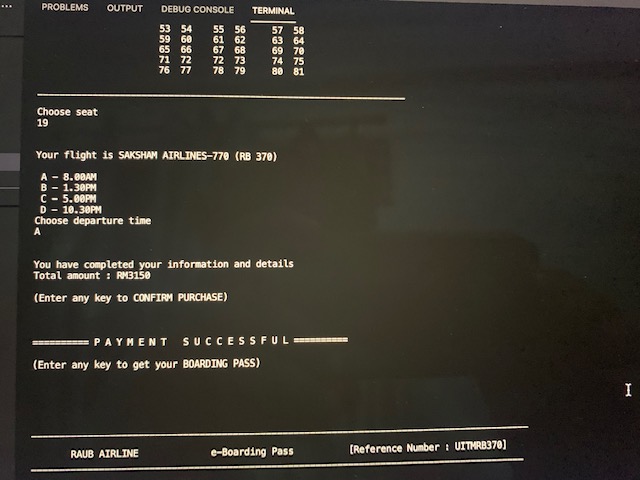 PROBLEMS OUTPUT DEBUG CONSOLE TERMINAL
53 54 55 56 57 58
59 60 61 62 63 64
65 66 67 68 69 70
71 72 72 73 74 75
76 77 78 79 80 81
Choose seat
19
Your flight is SAKSHAM AIRLINES-770 (RB 370)
A - 8.00AM
B - 1.30PM
C - 5.00PM
D - 10.30PM
Choose departure time
A
You have completed your information and details
Total amount : RM3150
(Enter any key to CONFIRM PURCHASE)
========== P A Y M E N T   S U C C E S S F U L ==========
(Enter any key to get your BOARDING PASS)
RAUB AIRLINE e-Boarding Pass [Reference Number : UITMRB370]